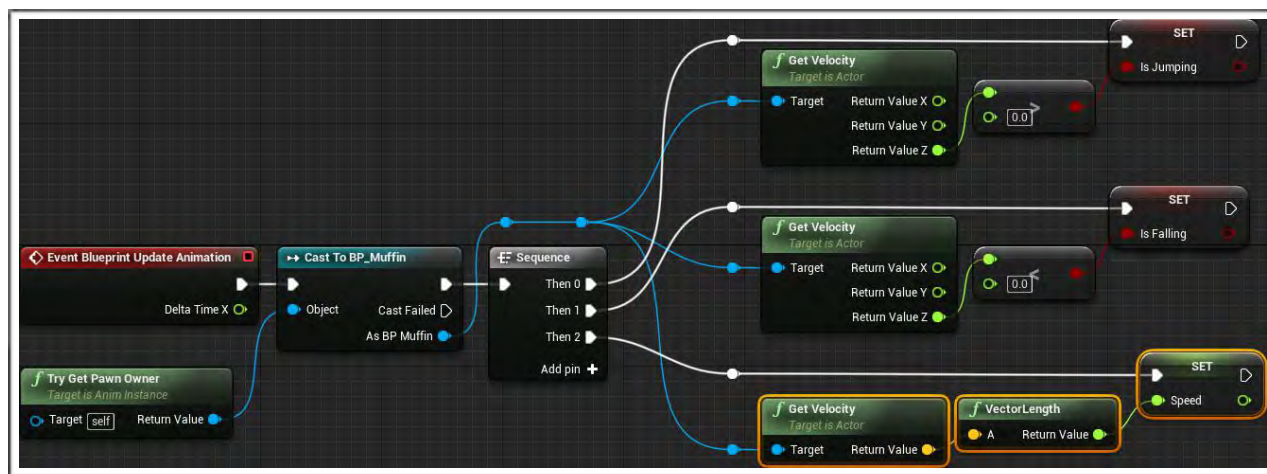 SET
Is Jumping
f Get Velocity
Target is Actor
Target
Return Value X
Return Value Y
Return Value Z
0.0
>
SET
Is Falling
f Get Velocity
Target is Actor
Target
Return Value X
Return Value Y
Return Value Z
0.0
<
Event Blueprint Update Animation
Delta Time X
Cast To BP_Muffin
Object
Cast Failed
As BP Muffin
Sequence
Then 0
Then 1
Then 2
Add pin +
f Try Get Pawn Owner
Target is Anim Instance
Target self Return Value
SET
Speed
f Get Velocity
Target is Actor
Target Return Value
f VectorLength
A Return Value